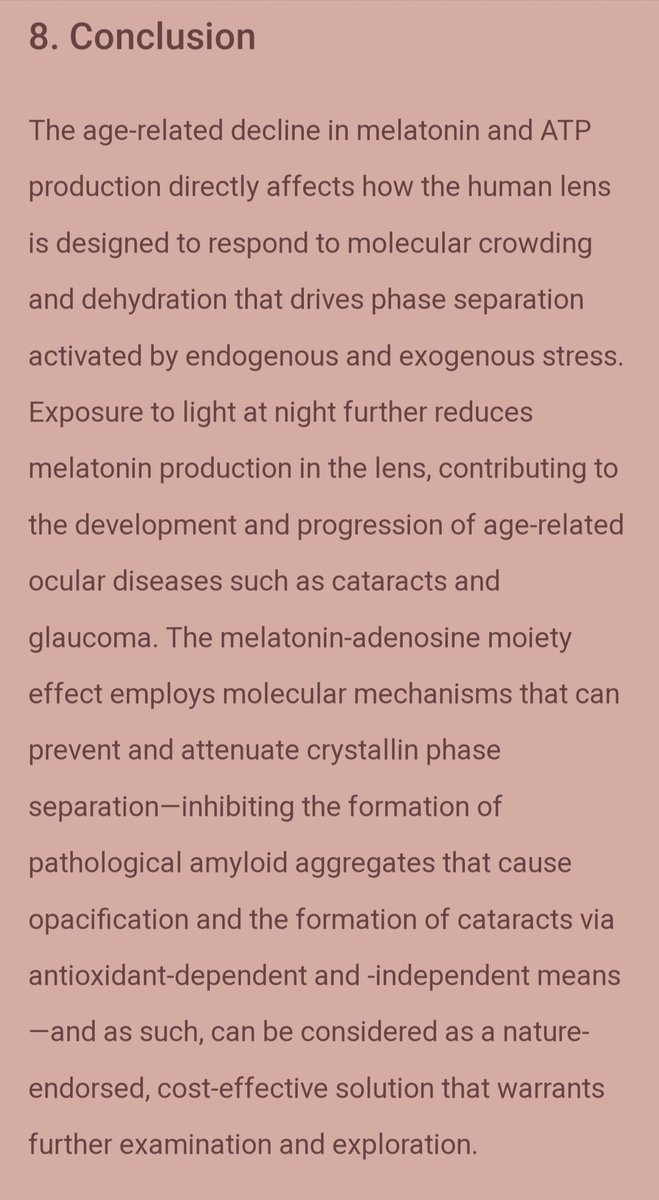 8. Conclusion
The age-related decline in melatonin and ATP
production directly affects how the human lens
is designed to respond to molecular crowding
and dehydration that drives phase separation
activated by endogenous and exogenous stress.
Exposure to light at night further reduces
melatonin production in the lens, contributing to
the development and progression of age-related
ocular diseases such as cataracts and
glaucoma. The melatonin-adenosine moiety
effect employs molecular mechanisms that can
prevent and attenuate crystallin phase
separation—inhibiting the formation of
pathological amyloid aggregates that cause
opacification and the formation of cataracts via
antioxidant-dependent and -independent means
—and as such, can be considered as a nature-
endorsed, cost-effective solution that warrants
further examination and exploration.